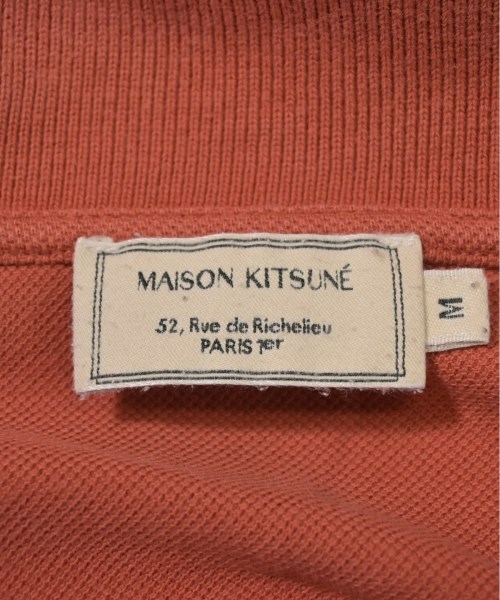 MAISON KITSUNÉ
52, Rue de Richelieu
PARIS 1er
M